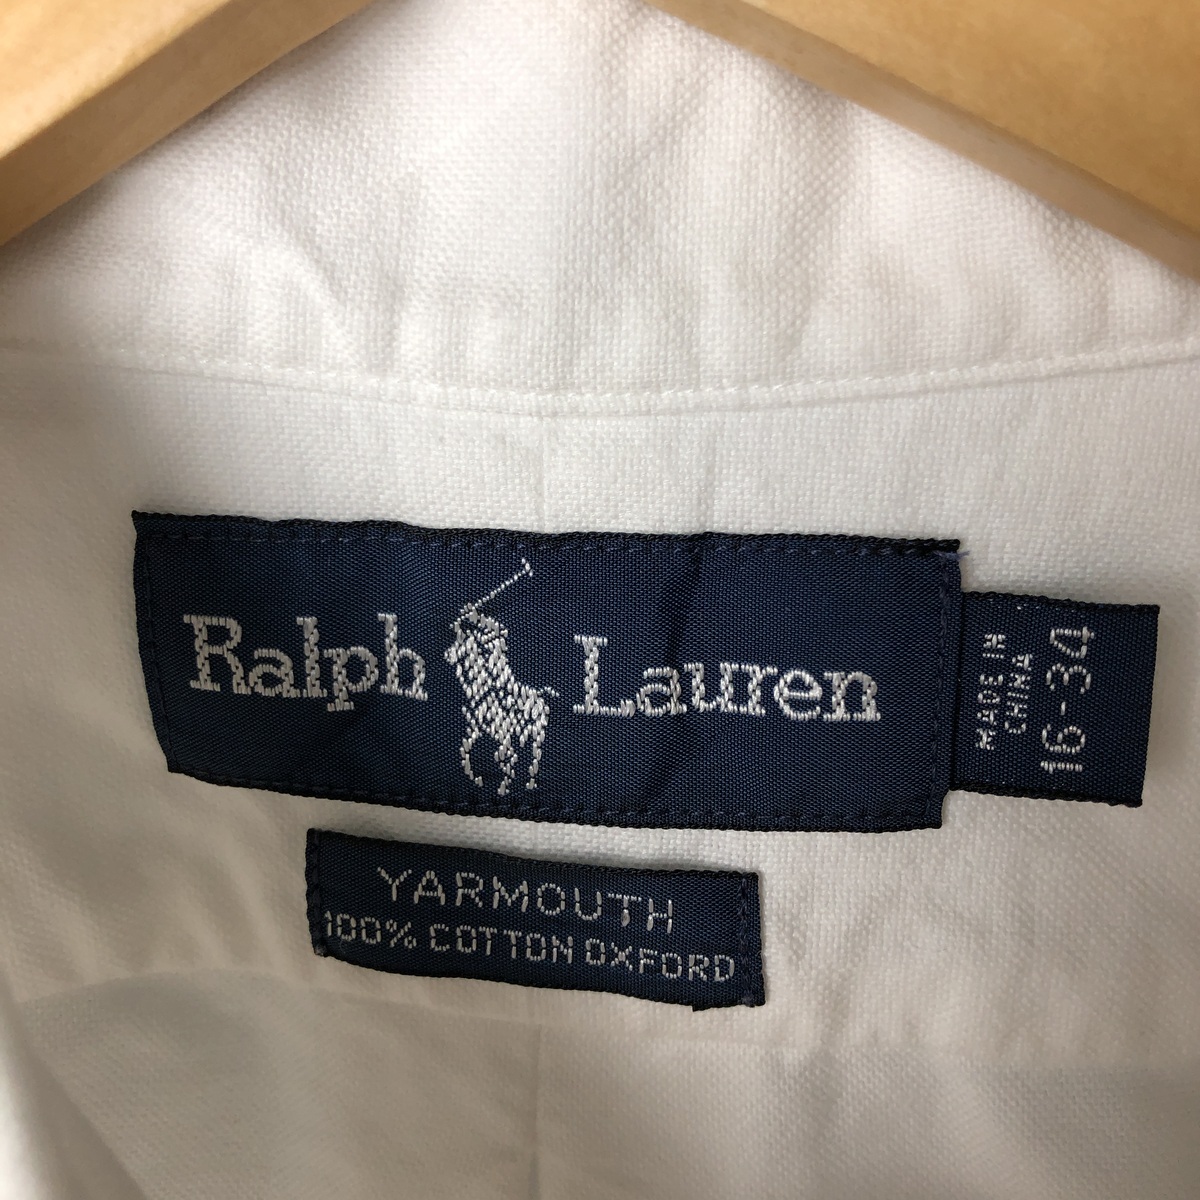 Ralph Lauren
MADE IN
CHINA
16-34
YARMOUTH
100% COTTON OXFORD